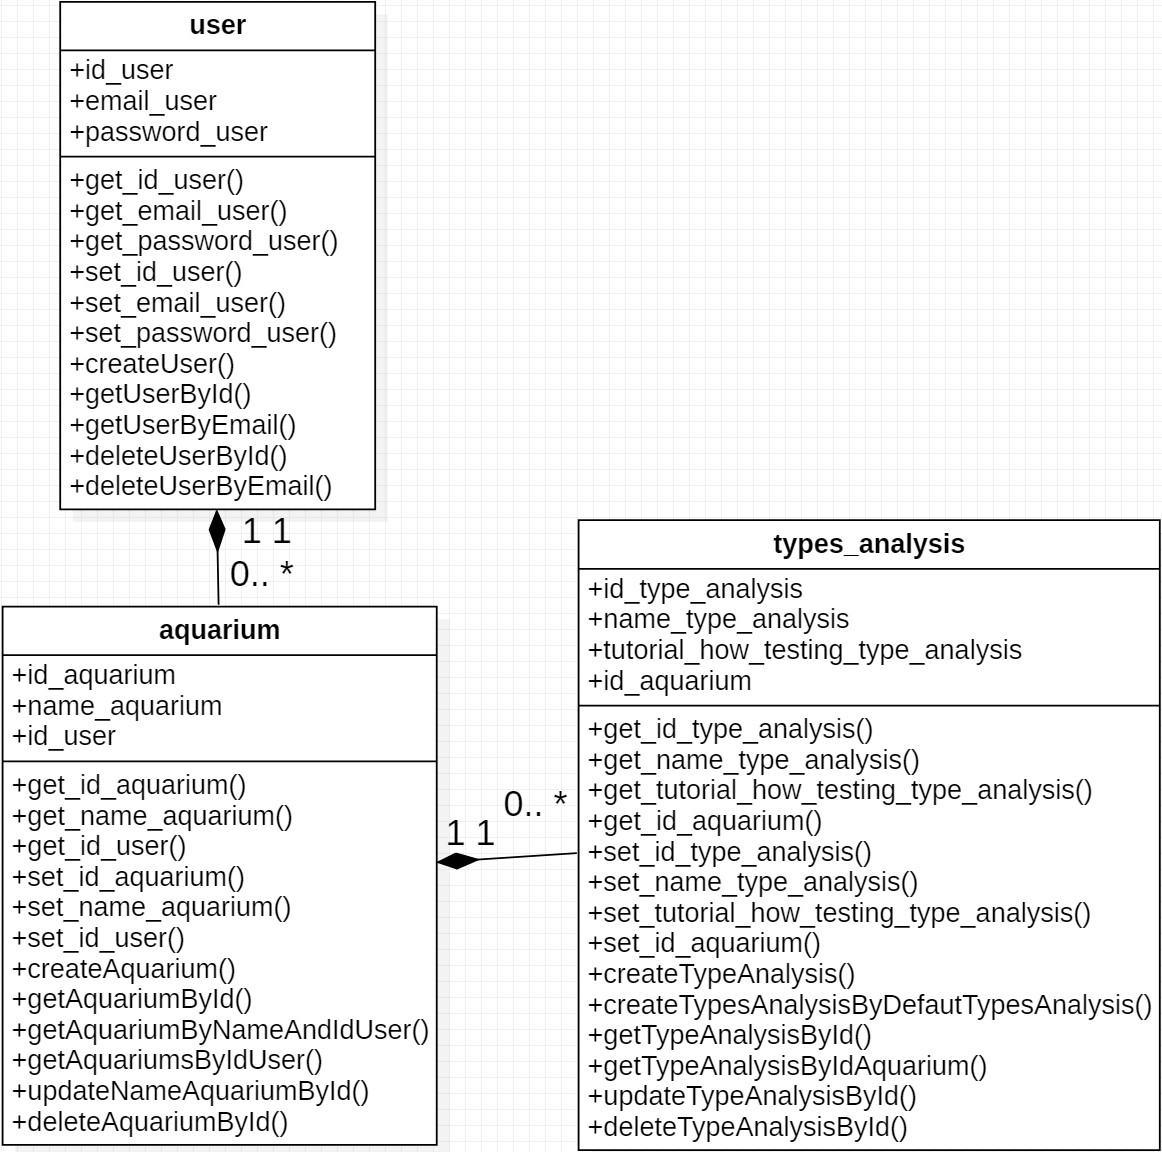 user
+id_user
+email_user
+password_user
+get_id_user()
+get_email_user()
+get_password_user()
+set_id_user()
+set_email_user()
+set_password_user()
+createUser()
+getUserById()
+getUserByEmail()
+deleteUserById()
+deleteUserByEmail()
1 1
0.. *
aquarium
+id_aquarium
+name_aquarium
+id_user
+get_id_aquarium()
+get_name_aquarium()
+get_id_user()
+set_id_aquarium()
+set_name_aquarium()
+set_id_user()
+createAquarium()
+getAquariumById()
+getAquariumByNameAndIdUser()
+getAquariumsByIdUser()
+updateNameAquariumById()
+deleteAquariumById()
1 1
0.. *
types_analysis
+id_type_analysis
+name_type_analysis
+tutorial_how_testing_type_analysis
+id_aquarium
+get_id_type_analysis()
+get_name_type_analysis()
+get_tutorial_how_testing_type_analysis()
+get_id_aquarium()
+set_id_type_analysis()
+set_name_type_analysis()
+set_tutorial_how_testing_type_analysis()
+set_id_aquarium()
+createTypeAnalysis()
+createTypesAnalysisByDefautTypesAnalysis()
+getTypeAnalysisById()
+getTypeAnalysisByIdAquarium()
+updateTypeAnalysisById()
+deleteTypeAnalysisById()